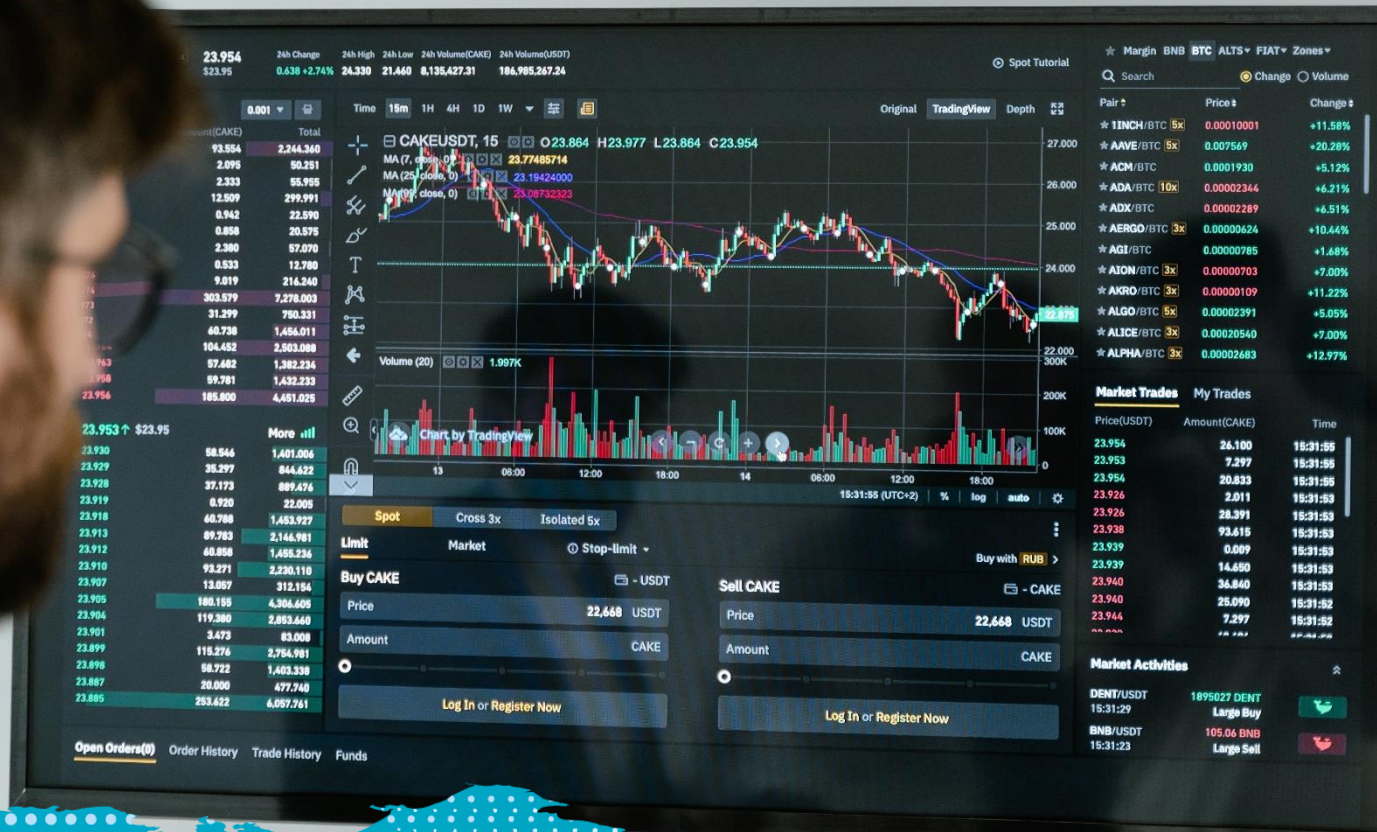 23.954
$23.95
24h Change
0.638 +2.74%
24h High
24.330
24h Low
21.460
24h Volume(CAKE)
8,135,427.31
24h Volume(USDT)
186,985,267.24
Spot Tutorial
0.001
(CAKE) Total
93.554 2,244.360
2.095 50.251
2.333 55.955
12.509 299.991
0.942 22.590
0.858 20.575
2.380 57.070
0.533 12.780
9.019 216.240
303.579 7,278.003
31.299 750.331
60.738 1,456.011
104.452 2,503.088
57.682 1,382.234
23.958 59.781 1,432.233
23.956 185.800 4,451.025
23.953↑ $23.95 More
23.930 58.546 1,401.006
23.929 35.297 844.622
23.928 37.173 889.476
23.919 0.920 22.005
23.918 60.788 1,453.927
23.913 89.783 2,146.981
23.912 60.858 1,455.236
23.910 93.271 2,230.110
23.907 13.057 312.154
23.905 180.155 4,306.605
23.904 119.380 2,853.660
23.901 3.473 83.008
23.899 115.276 2,754.981
23.898 58.722 1,403.338
23.887 20.000 477.740
23.885 253.622 6,057.761
Time 15m 1H 4H 1D 1W
Original TradingView Depth
CAKEUSDT, 15 O23.864 H23.977 L23.864 C23.954
MA (7, close, 0) 23.77485714
MA (25, close, 0) 23.19424000
MA (99, close, 0) 23.08732323
27.000
26.000
25.000
24.000
22.875
22.000
Volume (20) 1.997K
300K
200K
100K
0
Chart by TradingView
13 06:00 12:00 18:00 14 06:00 12:00 18:00
15:31:55 (UTC+2) % log auto
Spot Cross 3x Isolated 5x
Limit Market Stop-limit
Buy with RUB
Buy CAKE - USDT
Price 22,668 USDT
Amount CAKE
Log In or Register Now
Sell CAKE - CAKE
Price 22,668 USDT
Amount CAKE
Log In or Register Now
Open Orders(0) Order History Trade History Funds
Margin BNB BTC ALTS FIAT Zones
Search Change Volume
Pair Price Change
1INCH/BTC 5x 0.00010001 +11.58%
AAVE/BTC 5x 0.007569 +20.28%
ACM/BTC 0.0001930 +5.12%
ADA/BTC 10x 0.00002344 +6.21%
ADX/BTC 0.00002289 +6.51%
AERGO/BTC 3x 0.00000624 +10.44%
AGI/BTC 0.00000785 +1.68%
AION/BTC 3x 0.00000703 +7.00%
AKRO/BTC 3x 0.00000109 +11.22%
ALGO/BTC 5x 0.00002391 +5.05%
ALICE/BTC 3x 0.00020540 +7.00%
ALPHA/BTC 3x 0.00002683 +12.97%
Market Trades My Trades
Price(USDT) Amount(CAKE) Time
23.954 26.100 15:31:55
23.953 7.297 15:31:55
23.954 20.833 15:31:55
23.926 2.011 15:31:53
23.926 28.391 15:31:53
23.938 93.615 15:31:53
23.939 0.009 15:31:53
23.939 14.650 15:31:53
23.940 36.840 15:31:53
23.940 25.090 15:31:52
23.944 7.297 15:31:52
Market Activities
DENT/USDT 1895027 DENT
15:31:29 Large Buy
BNB/USDT 105.06 BNB
15:31:23 Large Sell